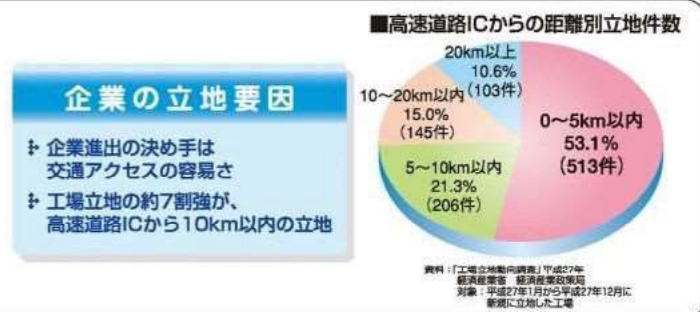 企業の立地要因
企業進出の決め手は
交通アクセスの容易さ
工場立地の約7割強が、
高速道路ICから10km以内の立地
■高速道路ICからの距離別立地件数
20km以上
10.6%
(103件)
10〜20km以内
15.0%
(145件)
0〜5km以内
53.1%
(513件)
5〜10km以内
21.3%
(206件)
資料:「工場立地動向調査」平成27年
経済産業省 経済産業政策局
対象:平成27年1月から平成27年12月に
新規に立地した工場